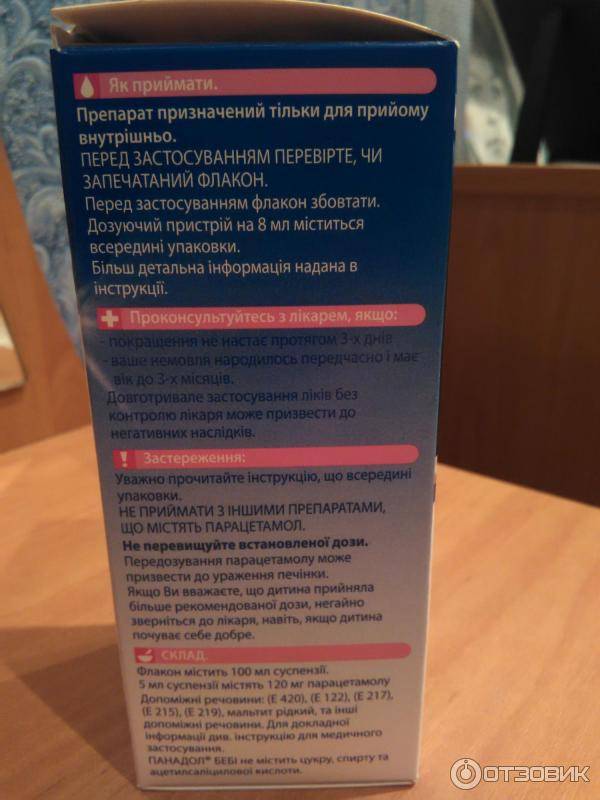 Як приймати.
Препарат призначений тільки для прийому
внутрішньо.
ПЕРЕД ЗАСТОСУВАННЯМ ПЕРЕВІРТЕ, ЧИ
ЗАПЕЧАТАНИЙ ФЛАКОН.
Перед застосуванням флакон збовтати.
Дозуючий пристрій на 8 мл міститься
всередині упаковки.
Більш детальна інформація надана в
інструкції.
Проконсультуйтесь з лікарем, якщо:
- покращення не настає протягом 3-х днів
- ваше немовля народилось передчасно і має
вік до 3-х місяців.
Довготривале застосування ліків без
контролю лікаря може призвести до
негативних наслідків.
Застереження:
Уважно прочитайте інструкцію, що всередині
упаковки.
НЕ ПРИЙМАТИ З ІНШИМИ ПРЕПАРАТАМИ,
ЩО МІСТЯТЬ ПАРАЦЕТАМОЛ.
Не перевищуйте встановленої дози.
Передозування парацетамолу може
призвести до ураження печінки.
Якщо Ви вважаєте, що дитина прийняла
більше рекомендованої дози, негайно
зверніться до лікаря, навіть, якщо дитина
почуває себе добре.
СКЛАД.
Флакон містить 100 мл суспензії.
5 мл суспензії містять 120 мг парацетамолу
Допоміжні речовини: (Е 420), (Е 122), (Е 217),
(Е 215), (Е 219), мальтит рідкий, та інші
допоміжні речовини. Для докладної
інформації див. інструкцію для медичного
застосування.
ПАНАДОЛ® БЕБІ не містить цукру, спирту та
ацетилсаліцилової кислоти.
ОТЗОВИК